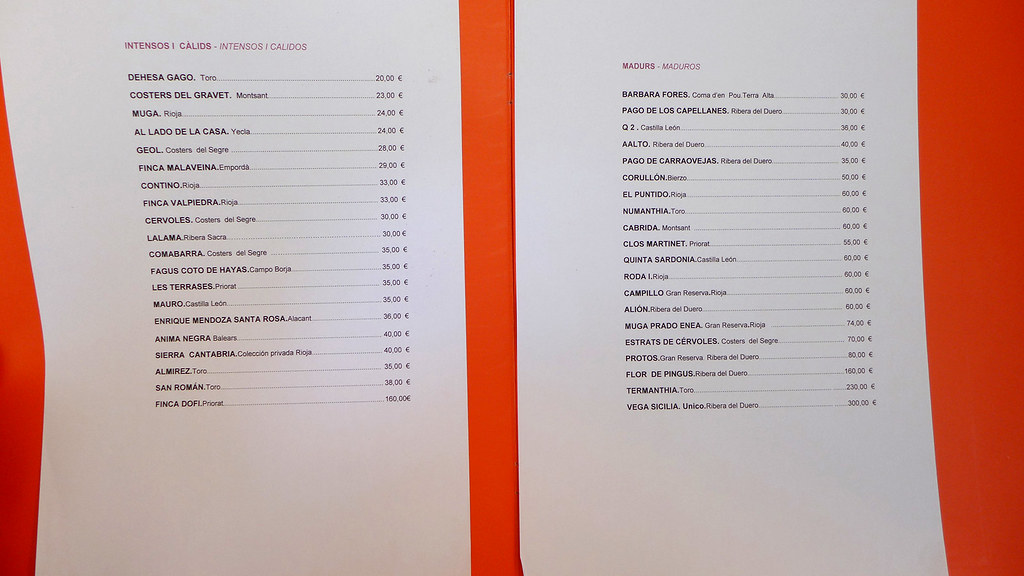 INTENSOS I CÀLIDS - INTENSOS I CALIDOS
DEHESA GAGO. Toro 20,00 €
COSTERS DEL GRAVET. Montsant 23,00 €
MUGA. Rioja 24,00 €
AL LADO DE LA CASA. Yecla 24,00 €
GEOL. Costers del Segre 28,00 €
FINCA MALAVEINA.Empordà 29,00 €
CONTINO.Rioja 33,00 €
FINCA VALPIEDRA.Rioja 33,00 €
CERVOLES. Costers del Segre 30,00 €
LALAMA.Ribera Sacra 30,00 €
COMABARRA. Costers del Segre 35,00 €
FAGUS COTO DE HAYAS.Campo Borja 35,00 €
LES TERRASES.Priorat 35,00 €
MAURO.Castilla León 35,00 €
ENRIQUE MENDOZA SANTA ROSA.Alacant 36,00 €
ANIMA NEGRA Balears 40,00 €
SIERRA CANTABRIA.Colección privada Rioja 40,00 €
ALMIREZ.Toro 35,00 €
SAN ROMÁN.Toro 38,00 €
FINCA DOFI.Priorat 160,00€
MADURS - MADUROS
BARBARA FORES. Coma d'en Pou.Terra Alta 30,00 €
PAGO DE LOS CAPELLANES. Ribera del Duero 30,00 €
Q 2 . Castilla León 36,00 €
AALTO. Ribera del Duero 40,00 €
PAGO DE CARRAOVEJAS. Ribera del Duero 35,00 €
CORULLÓN.Bierzo 50,00 €
EL PUNTIDO.Rioja 60,00 €
NUMANTHIA.Toro 60,00 €
CABRIDA. Montsant 60,00 €
CLOS MARTINET. Priorat 55,00 €
QUINTA SARDONIA.Castilla León 60,00 €
RODA I.Rioja 60,00 €
CAMPILLO Gran Reserva.Rioja 60,00 €
ALIÓN.Ribera del Duero 60,00 €
MUGA PRADO ENEA. Gran Reserva.Rioja 74,00 €
ESTRATS DE CÉRVOLES. Costers del Segre 70,00 €
PROTOS.Gran Reserva Ribera del Duero 80,00 €
FLOR DE PINGUS.Ribera del Duero 160,00 €
TERMANTHIA.Toro 230,00 €
VEGA SICILIA. Unico.Ribera del Duero 300,00 €